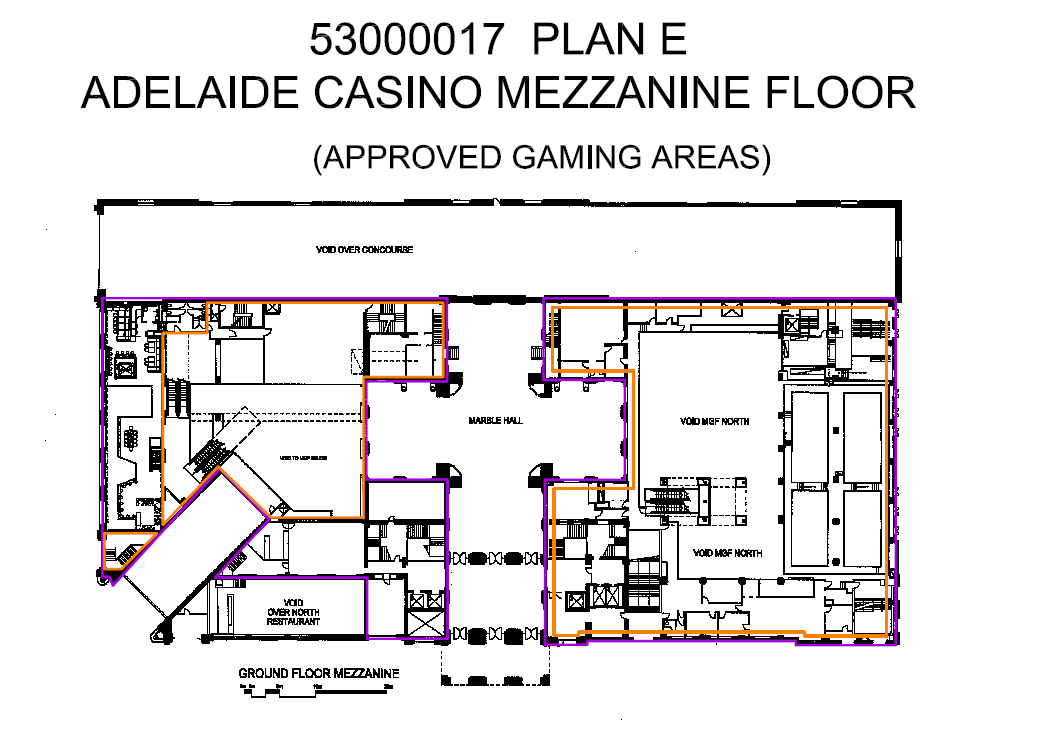 53000017 PLAN E
ADELAIDE CASINO MEZZANINE FLOOR
(APPROVED GAMING AREAS)
VOID OVER CONCOURSE
MARBLE HALL
VOID MGF NORTH
VOID MGF NORTH
VOID
OVER NORTH
RESTAURANT
GROUND FLOOR MEZZANINE